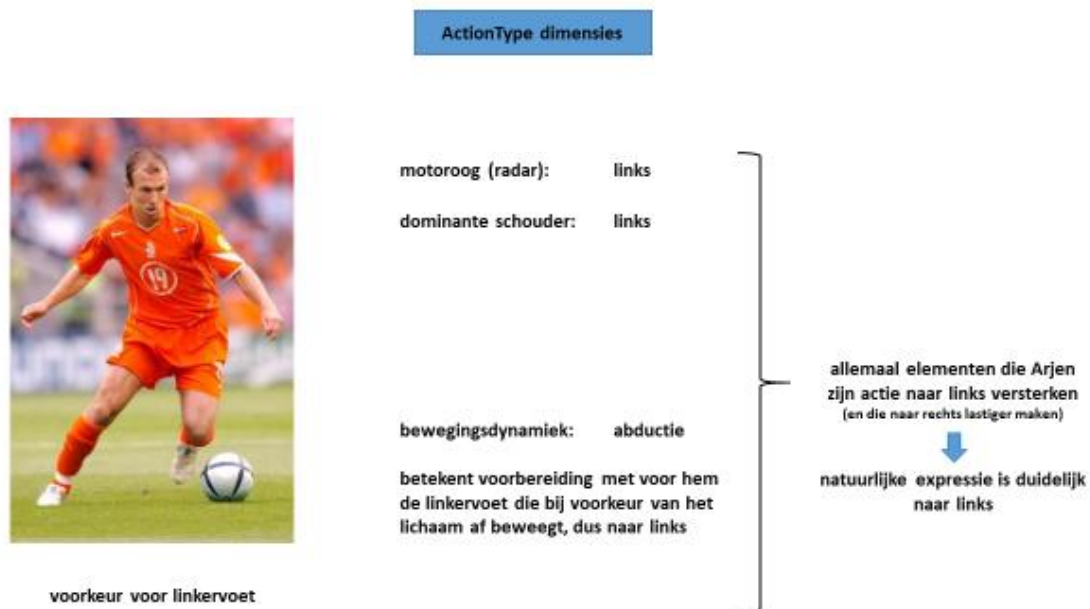 ActionType dimensies
19
motoroog (radar): links
dominante schouder: links
bewegingsdynamiek: abductie
betekent voorbereiding met voor hem
de linkervoet die bij voorkeur van het
lichaam af beweegt, dus naar links
allemaal elementen die Arjen
zijn actie naar links versterken
(en die naar rechts lastiger maken)
natuurlijke expressie is duidelijk
naar links
voorkeur voor linkervoet